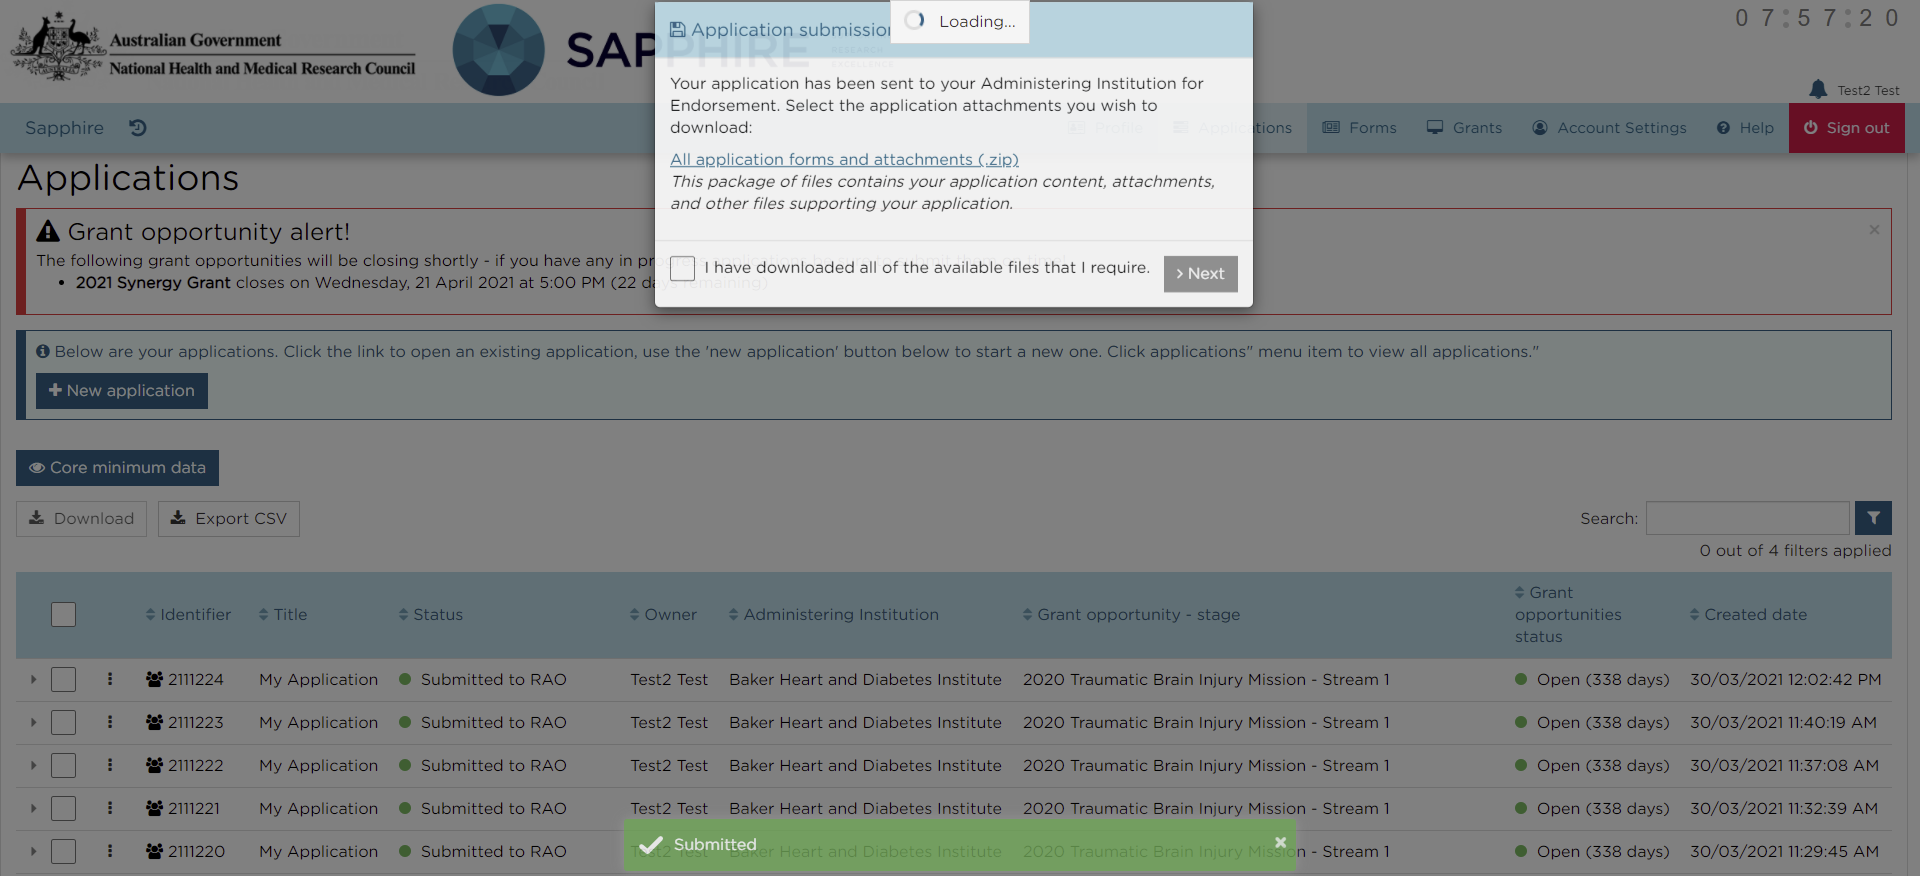 Australian Government
National Health and Medical Research Council
SAPPHIRE
RESEARCH
EXCELLENCE
Application submission
Loading...
07:57:20
Test2 Test
Your application has been sent to your Administering Institution for
Endorsement. Select the application attachments you wish to
download:
All application forms and attachments (.zip)
This package of files contains your application content, attachments,
and other files supporting your application.
I have downloaded all of the available files that I require.
Next
Sapphire
Profile
Applications
Forms
Grants
Account Settings
Help
Sign out
Applications
Grant opportunity alert!
The following grant opportunities will be closing shortly - if you have any in progress applications
2021 Synergy Grant closes on Wednesday, 21 April 2021 at 5:00 PM (22 days remaining)
Below are your applications. Click the link to open an existing application, use the 'new application' button below to start a new one. Click applications" menu item to view all applications."
New application
Core minimum data
Download
Export CSV
Search:
0 out of 4 filters applied
Identifier Title Status Owner Administering Institution Grant opportunity - stage Grant opportunities status Created date
2111224 My Application Submitted to RAO Test2 Test Baker Heart and Diabetes Institute 2020 Traumatic Brain Injury Mission - Stream 1 Open (338 days) 30/03/2021 12:02:42 PM
2111223 My Application Submitted to RAO Test2 Test Baker Heart and Diabetes Institute 2020 Traumatic Brain Injury Mission - Stream 1 Open (338 days) 30/03/2021 11:40:19 AM
2111222 My Application Submitted to RAO Test2 Test Baker Heart and Diabetes Institute 2020 Traumatic Brain Injury Mission - Stream 1 Open (338 days) 30/03/2021 11:37:08 AM
2111221 My Application Submitted to RAO Test2 Test Baker Heart and Diabetes Institute 2020 Traumatic Brain Injury Mission - Stream 1 Open (338 days) 30/03/2021 11:32:39 AM
2111220 My Application Submitted to RAO Test2 Test Baker Heart and Diabetes Institute 2020 Traumatic Brain Injury Mission - Stream 1 Open (338 days) 30/03/2021 11:29:45 AM
Submitted